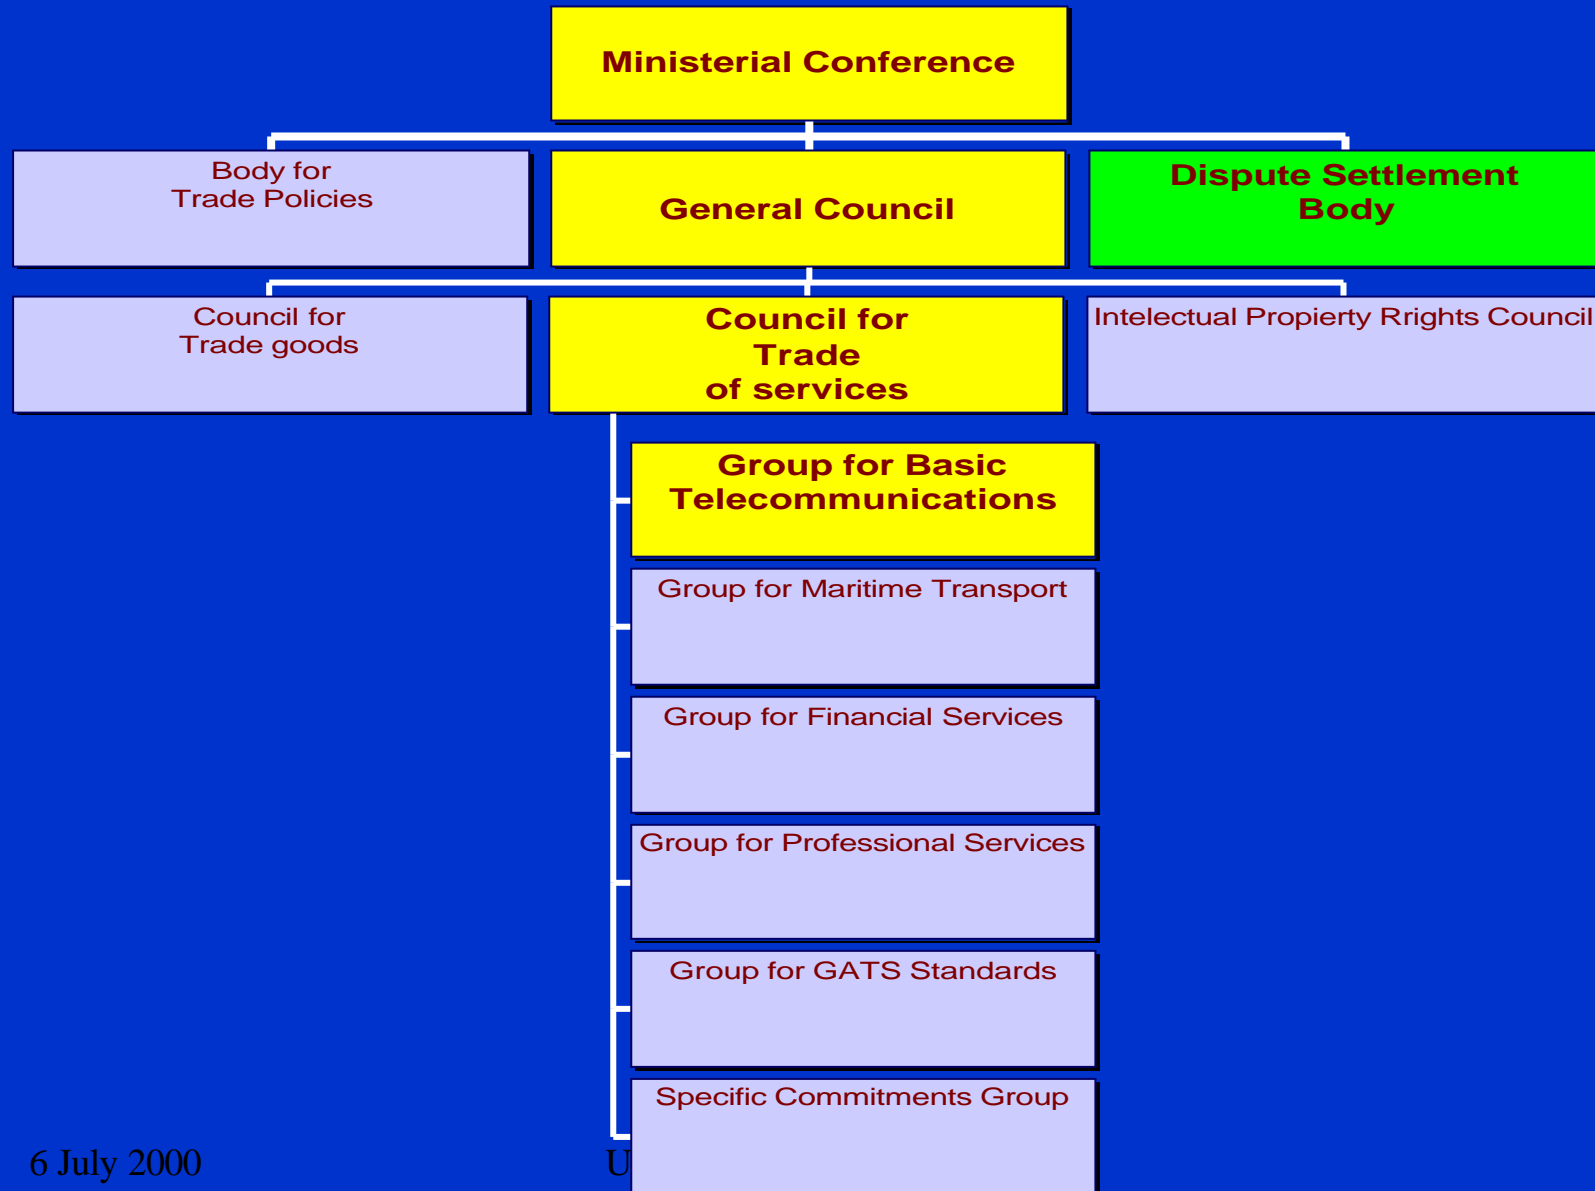 Ministerial Conference
Body for
Trade Policies
General Council
Dispute Settlement
Body
Council for
Trade goods
Council for
Trade
of services
Intelectual Propierty Rrights Council
Group for Basic
Telecommunications
Group for Maritime Transport
Group for Financial Services
Group for Professional Services
Group for GATS Standards
Specific Commitments Group
6 July 2000